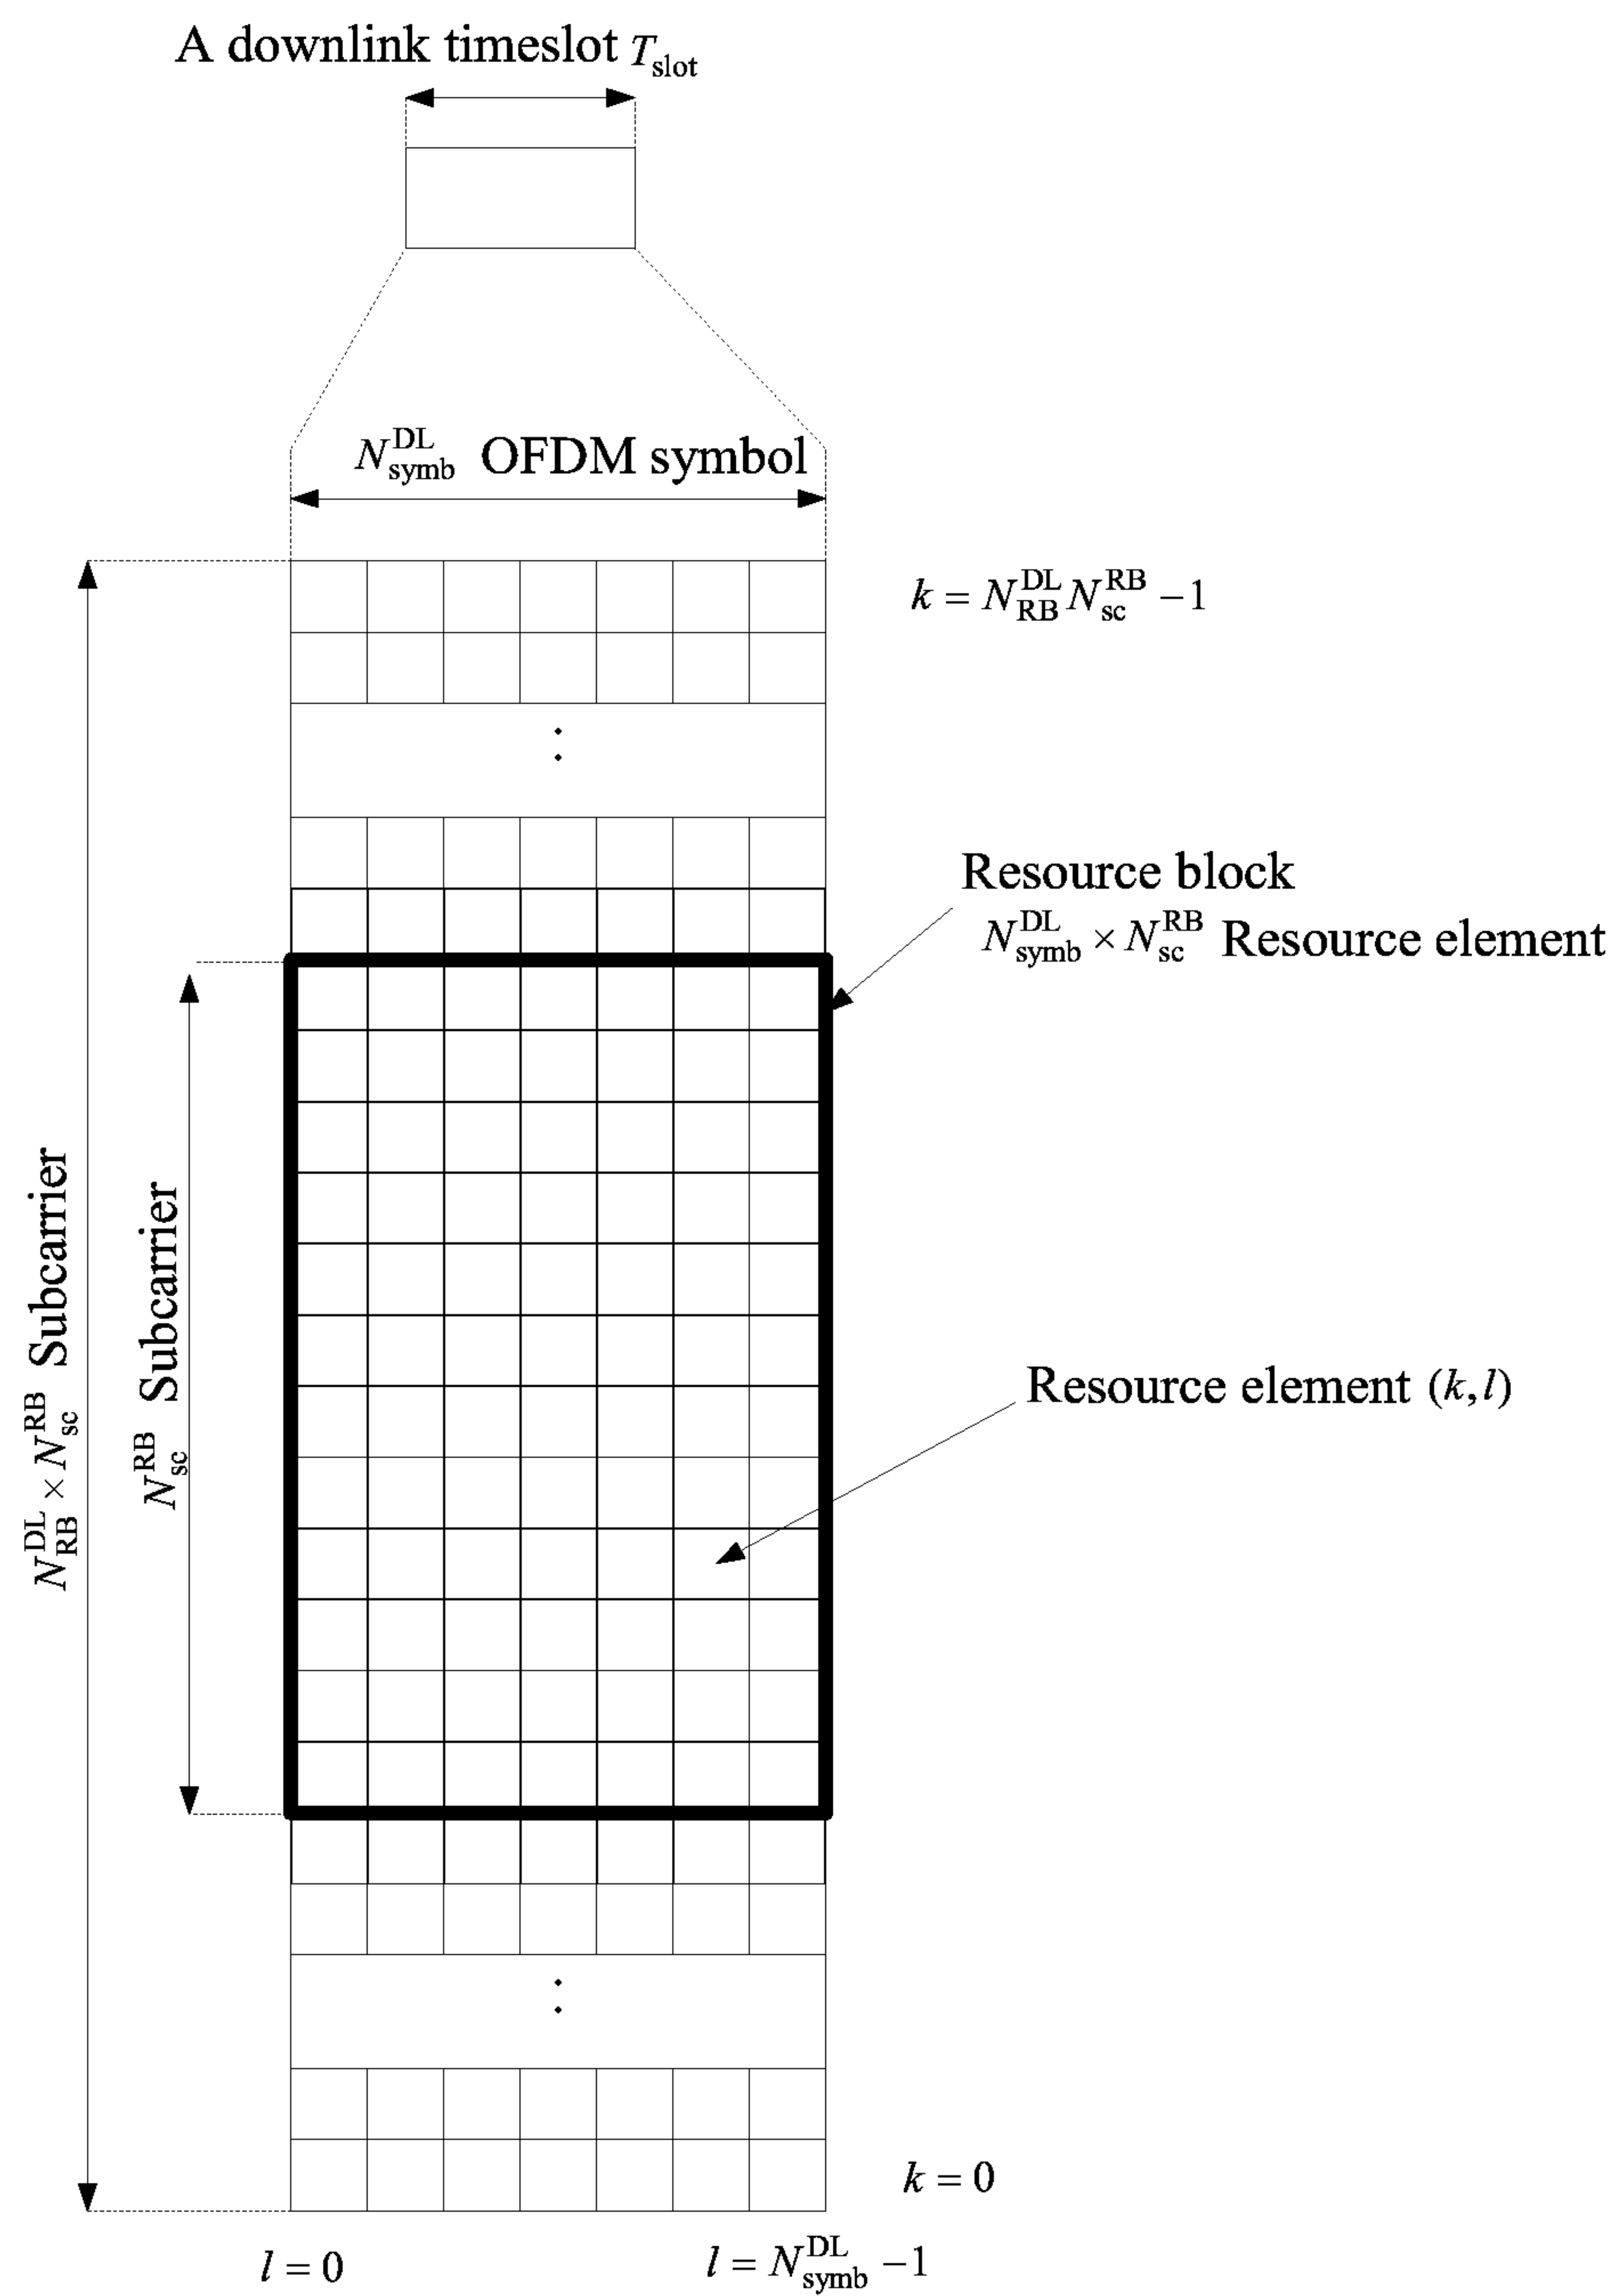 A downlink timeslot T_slot
N_symb^DL OFDM symbol
k = N_RB^DL N_sc^RB − 1
Resource block
N_symb^DL × N_sc^RB Resource element
N_RB^DL × N_sc^RB Subcarrier
N_sc^RB Subcarrier
Resource element (k, l)
k = 0
l = 0
l = N_symb^DL − 1